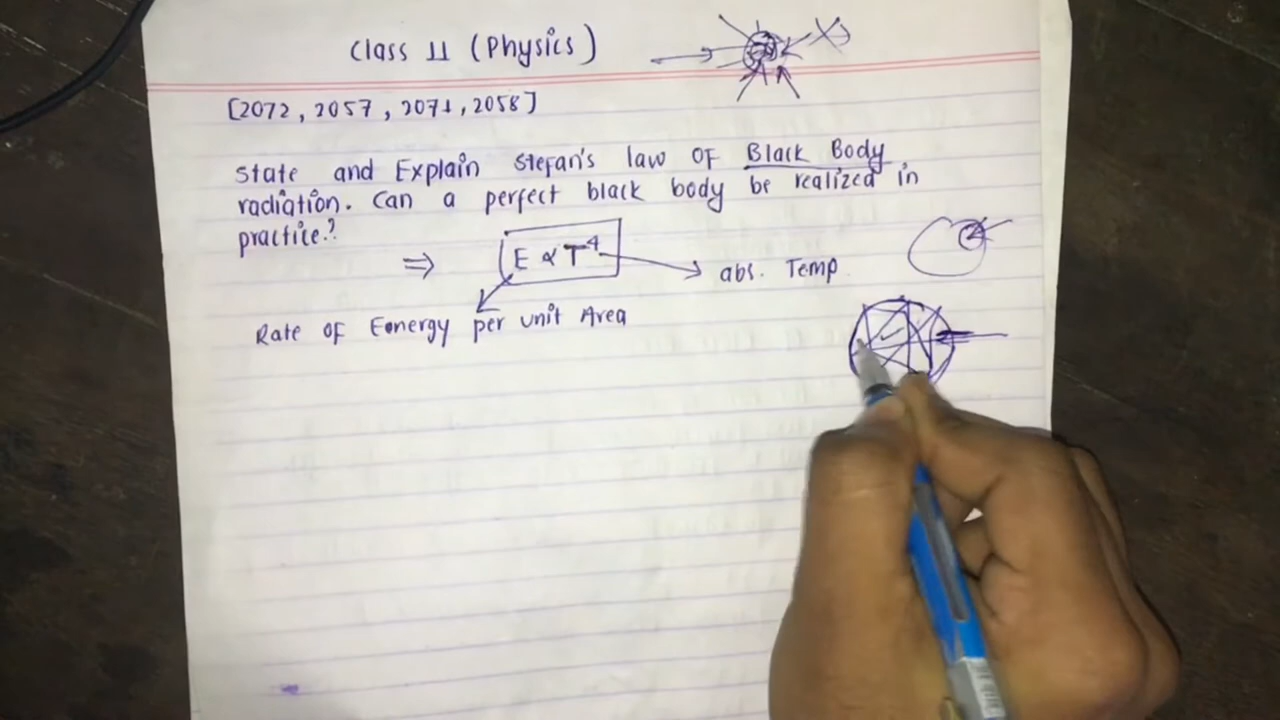 Class 11 (Physics)
[2072, 2057, 2071, 2058]
State and Explain Stefan's law OF Black Body
radiation. Can a perfect black body be realized in
practice.?
⇒ E ∝ T⁴ → abs. Temp.
Rate of Eenergy per unit Area